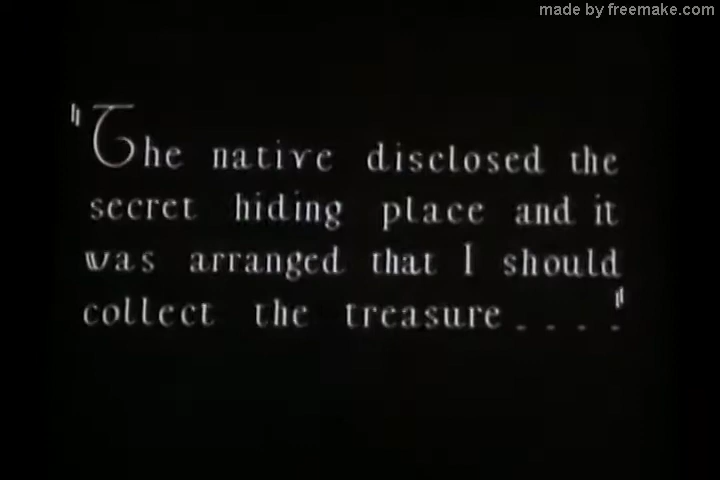 made by freemake.com
"The native disclosed the
secret hiding place and it
was arranged that I should
collect the treasure . . . ."